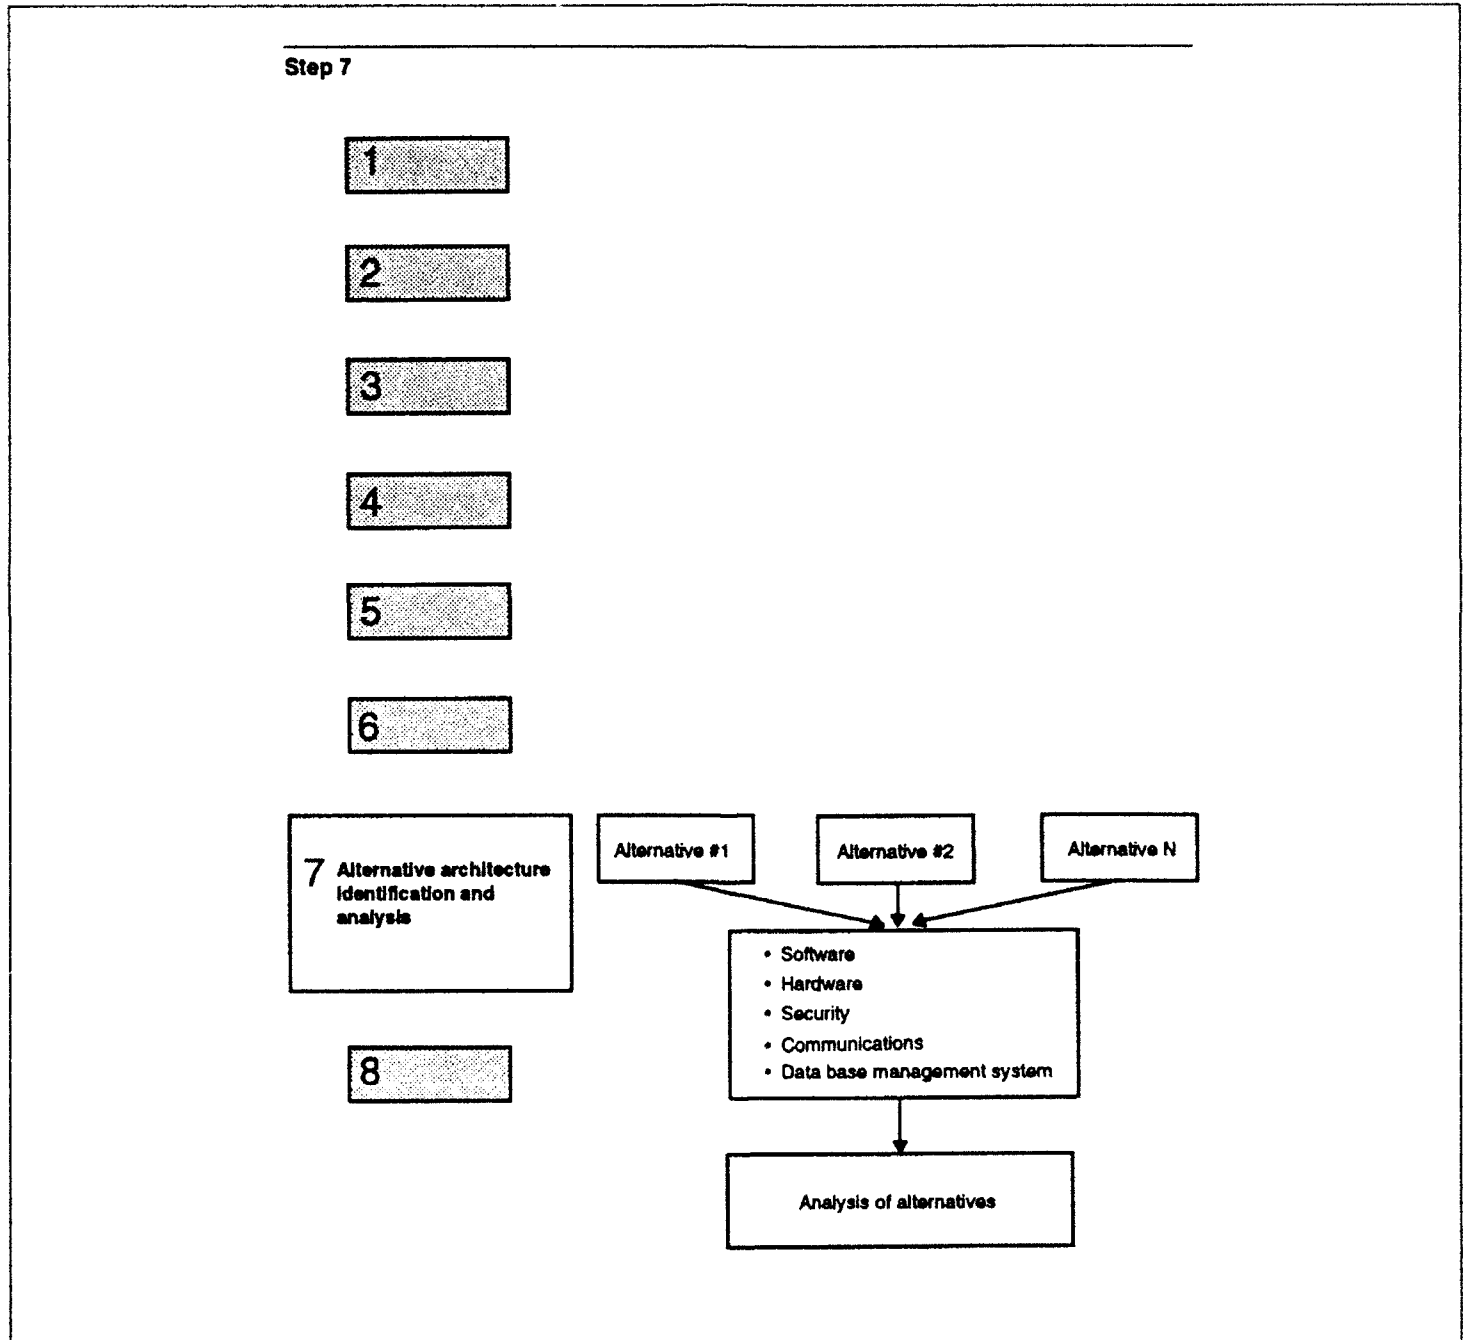 Step 7
1
2
3
4
5
6
7 Alternative architecture
identification and
analysis
Alternative #1
Alternative #2
Alternative N
• Software
• Hardware
• Security
• Communications
• Data base management system
8
Analysis of alternatives